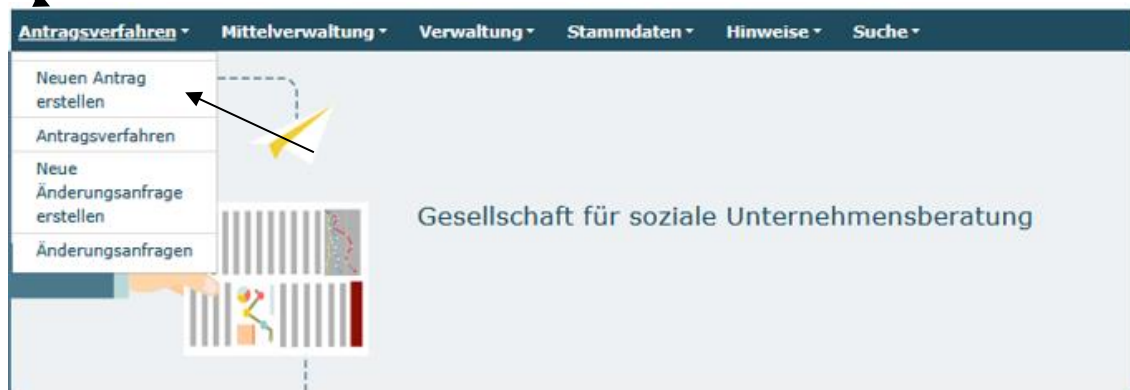 Antragsverfahren Mittelverwaltung Verwaltung Stammdaten Hinweise Suche
Neuen Antrag
erstellen
Antragsverfahren
Neue
Änderungsanfrage
erstellen
Änderungsanfragen
Gesellschaft für soziale Unternehmensberatung